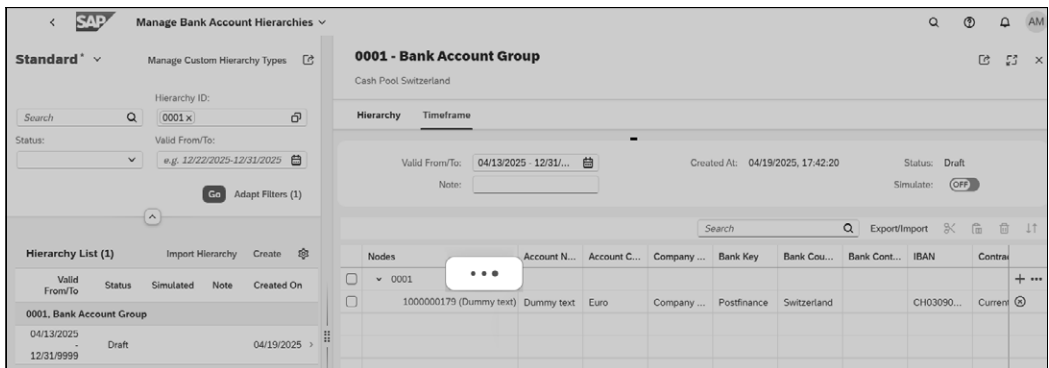 SAP Manage Bank Account Hierarchies AM
Standard * Manage Custom Hierarchy Types
Hierarchy ID:
Search 0001
Status: Valid From/To:
e.g. 12/22/2025-12/31/2025
Go Adapt Filters (1)
Hierarchy List (1) Import Hierarchy Create
Valid From/To Status Simulated Note Created On
0001, Bank Account Group
04/13/2025 - 12/31/9999 Draft 04/19/2025
0001 - Bank Account Group
Cash Pool Switzerland
Hierarchy Timeframe
Valid From/To: 04/13/2025 - 12/31/... Created At: 04/19/2025, 17:42:20 Status: Draft
Note: Simulate: OFF
Search Export/Import
Nodes Account N... Account C... Company ... Bank Key Bank Cou... Bank Cont... IBAN Contra
0001
1000000179 (Dummy text) Dummy text Euro Company ... Postfinance Switzerland CH03090... Current